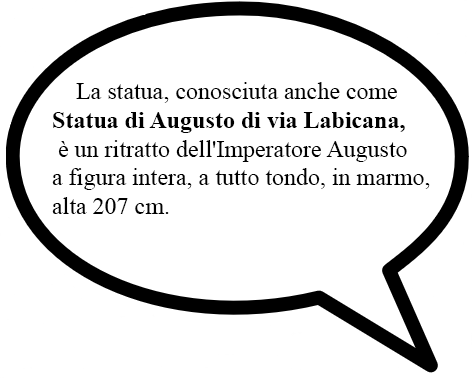 La statua, conosciuta anche come
Statua di Augusto di via Labicana,
è un ritratto dell'Imperatore Augusto
a figura intera, a tutto tondo, in marmo,
alta 207 cm.